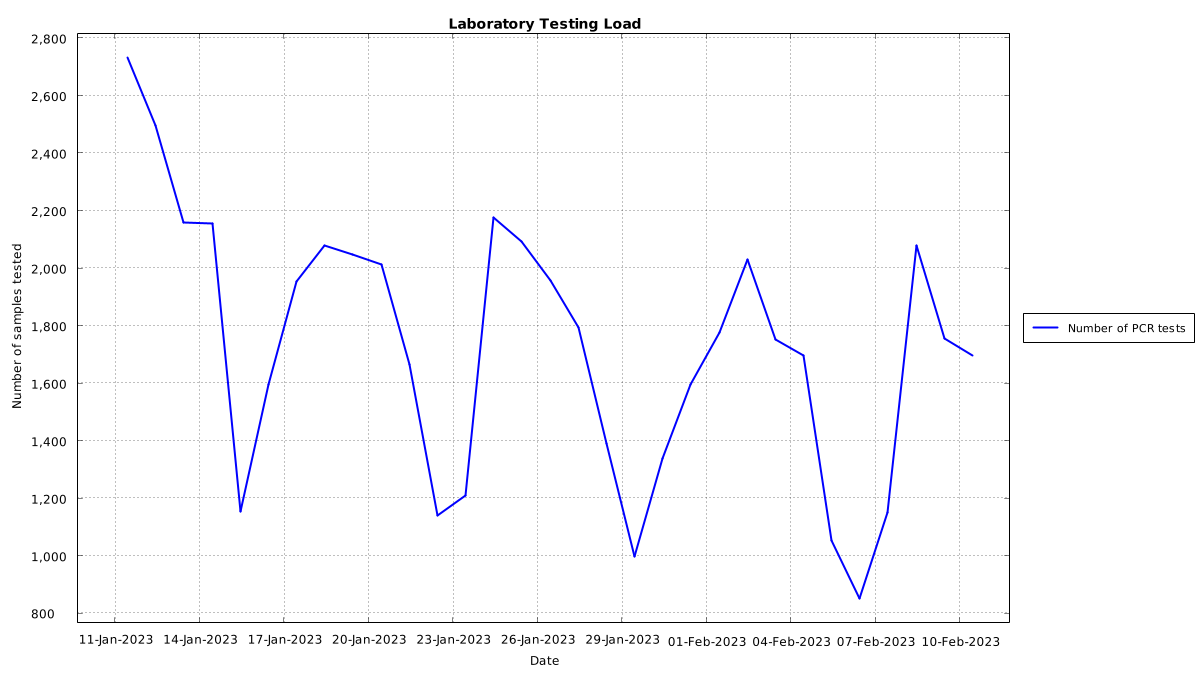 Laboratory Testing Load
2,800
2,600
2,400
2,200
2,000
1,800
1,600
1,400
1,200
1,000
800
Number of samples tested
11-Jan-2023 14-Jan-2023 17-Jan-2023 20-Jan-2023 23-Jan-2023 26-Jan-2023 29-Jan-2023 01-Feb-2023 04-Feb-2023 07-Feb-2023 10-Feb-2023
Date
Number of PCR tests